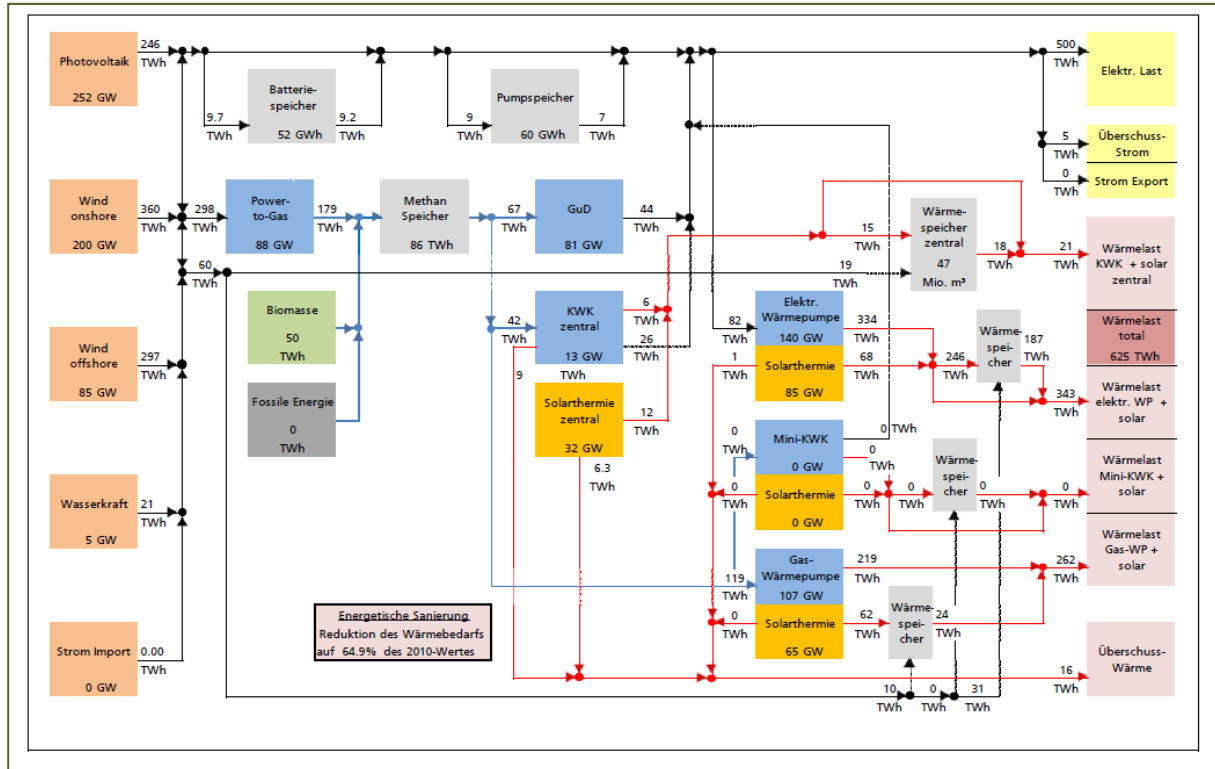 Photovoltaik
252 GW
246
TWh
Batterie-
speicher
52 GWh
9.7
TWh
9.2
TWh
Pumpspeicher
60 GWh
9
TWh
7
TWh
500
TWh
Elektr. Last
5
TWh
Überschuss-
Strom
0
TWh
Strom Export
Wind
onshore
200 GW
360
TWh
298
TWh
Power-
to-Gas
88 GW
179
TWh
Methan
Speicher
86 TWh
67
TWh
GuD
81 GW
44
TWh
15
TWh
Wärme-
speicher
zentral
47
Mio. m³
18
TWh
21
TWh
Wärmelast
KWK + solar
zentral
60
TWh
19
TWh
Biomasse
50
TWh
42
TWh
KWK
zentral
13 GW
6
TWh
26
TWh
9
TWh
82
TWh
Elektr.
Wärmepumpe
140 GW
334
TWh
Wärme-
spei-
cher
187
TWh
Wärmelast
total
625 TWh
Wind
offshore
85 GW
297
TWh
Fossile Energie
0
TWh
Solarthermie
zentral
32 GW
12
TWh
6.3
TWh
1
TWh
Solarthermie
85 GW
68
TWh
246
TWh
343
TWh
Wärmelast
elektr. WP +
solar
0
TWh
Mini-KWK
0 GW
0 TWh
0
TWh
Wärme-
spei-
cher
Wärmelast
Mini-KWK +
solar
Wasserkraft
5 GW
21
TWh
0
TWh
Solarthermie
0 GW
0
TWh
0
TWh
0
TWh
0
TWh
119
TWh
Gas-
Wärmepumpe
107 GW
219
TWh
262
TWh
Wärmelast
Gas-WP +
solar
Energetische Sanierung
Reduktion des Wärmebedarfs
auf 64.9% des 2010-Wertes
0
TWh
Solarthermie
65 GW
62
TWh
Wärme-
spei-
cher
24
TWh
Strom Import
0 GW
0.00
TWh
16
TWh
Überschuss-
Wärme
10
TWh
0
TWh
31
TWh